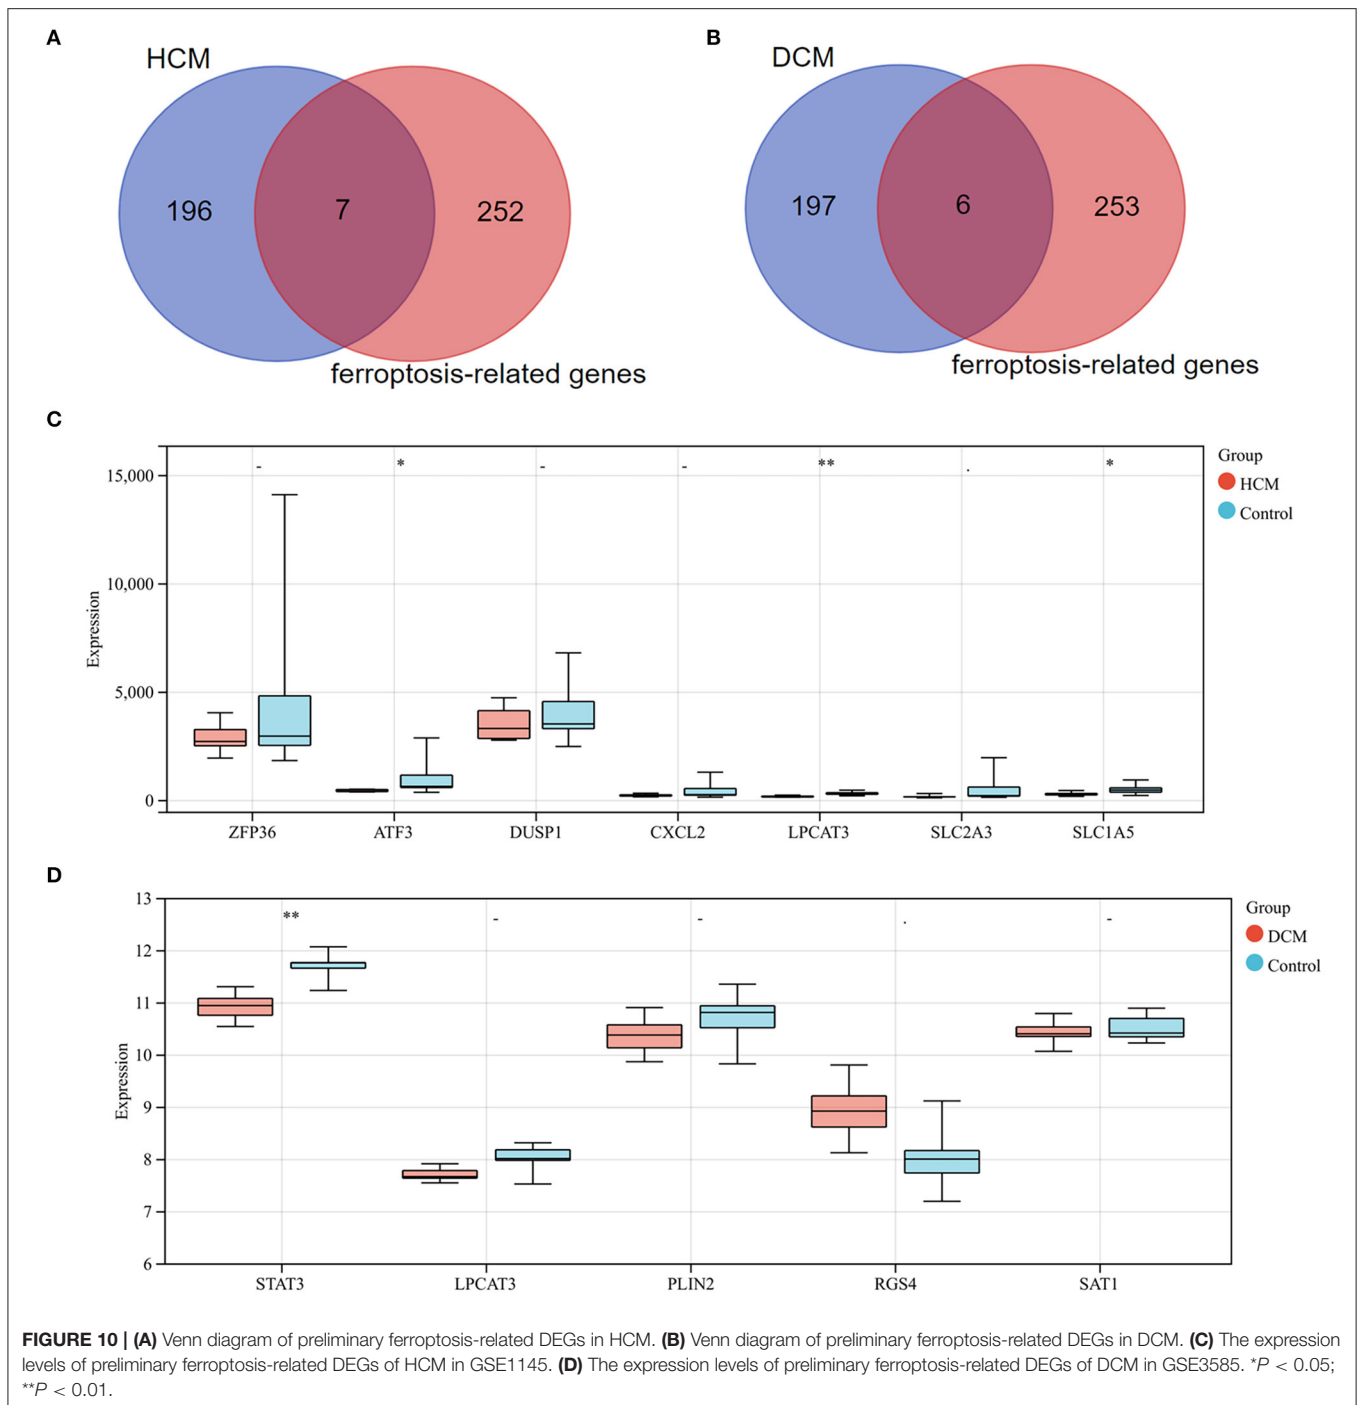 A
HCM
196
7
252
ferroptosis-related genes
B
DCM
197
6
253
ferroptosis-related genes
C
Expression
15,000
10,000
5,000
0
-
*
-
-
**
.
*
ZFP36
ATF3
DUSP1
CXCL2
LPCAT3
SLC2A3
SLC1A5
Group
HCM
Control
D
Expression
13
12
11
10
9
8
7
6
**
-
-
.
-
STAT3
LPCAT3
PLIN2
RGS4
SAT1
Group
DCM
Control
FIGURE 10 | (A) Venn diagram of preliminary ferroptosis-related DEGs in HCM. (B) Venn diagram of preliminary ferroptosis-related DEGs in DCM. (C) The expression
levels of preliminary ferroptosis-related DEGs of HCM in GSE1145. (D) The expression levels of preliminary ferroptosis-related DEGs of DCM in GSE3585. *P < 0.05;
**P < 0.01.